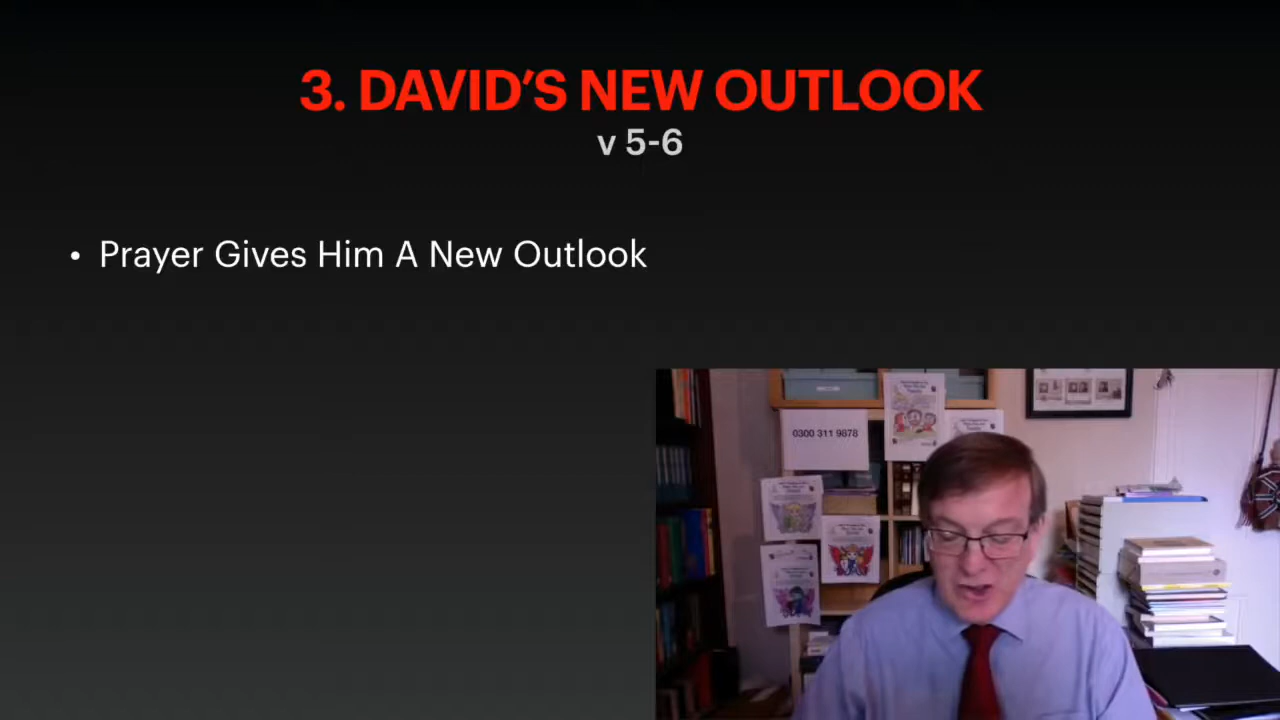 3. DAVID’S NEW OUTLOOK
v 5-6
• Prayer Gives Him A New Outlook
0300 311 9878